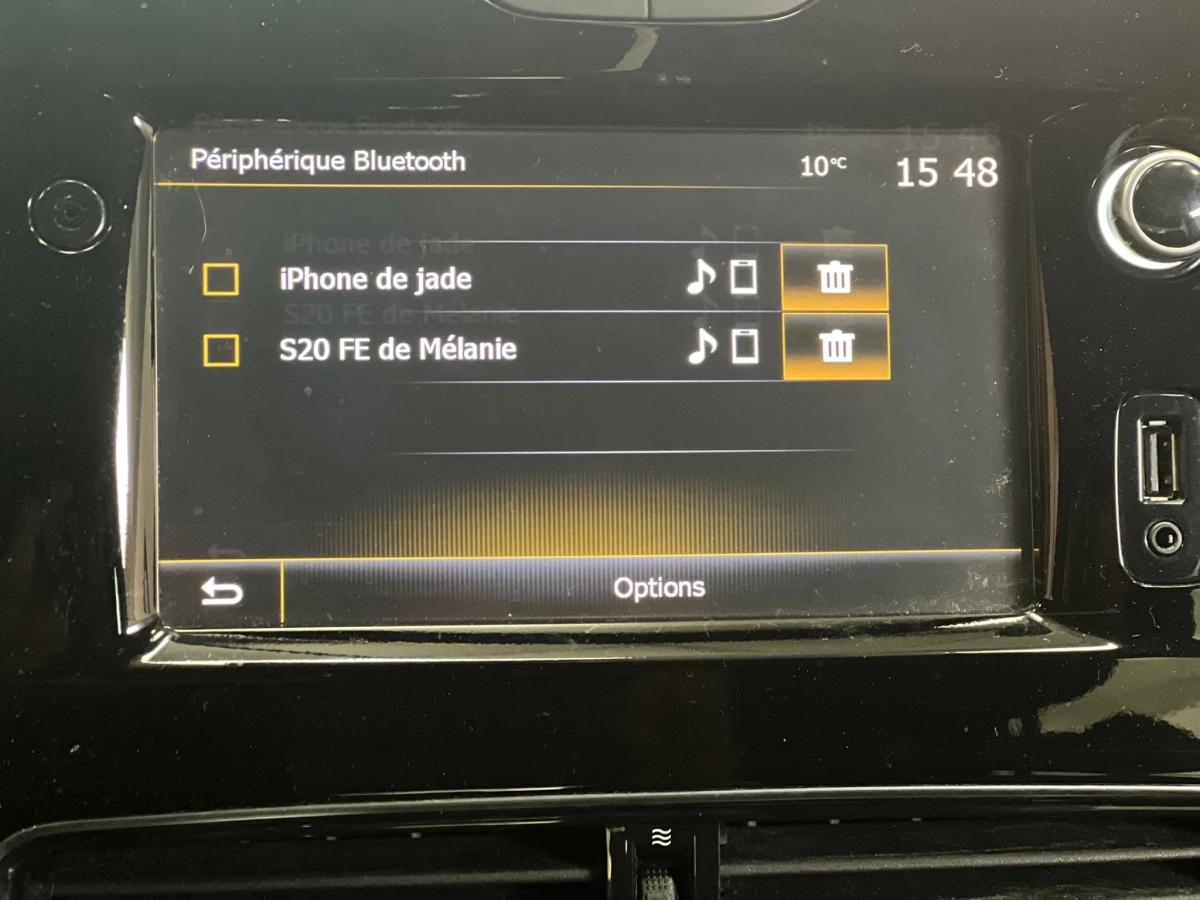 Périphérique Bluetooth 10°C 15 48
iPhone de jade
S20 FE de Mélanie
Options